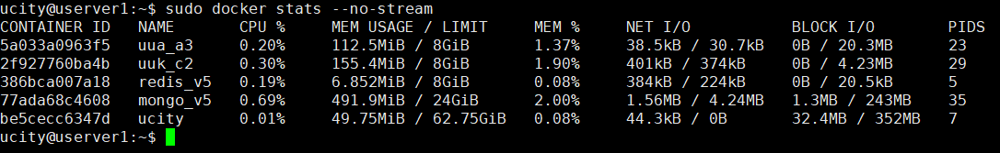 ucity@userver1:~$ sudo docker stats --no-stream
CONTAINER ID NAME CPU % MEM USAGE / LIMIT MEM % NET I/O BLOCK I/O PIDS
5a033a0963f5 uua_a3 0.20% 112.5MiB / 8GiB 1.37% 38.5kB / 30.7kB 0B / 20.3MB 23
2f927760ba4b uuk_c2 0.30% 155.4MiB / 8GiB 1.90% 401kB / 374kB 0B / 4.23MB 29
386bca007a18 redis_v5 0.19% 6.852MiB / 8GiB 0.08% 384kB / 224kB 0B / 20.5kB 5
77ada68c4608 mongo_v5 0.69% 491.9MiB / 24GiB 2.00% 1.56MB / 4.24MB 1.3MB / 243MB 35
be5cecc6347d ucity 0.01% 49.75MiB / 62.75GiB 0.08% 44.3kB / 0B 32.4MB / 352MB 7
ucity@userver1:~$